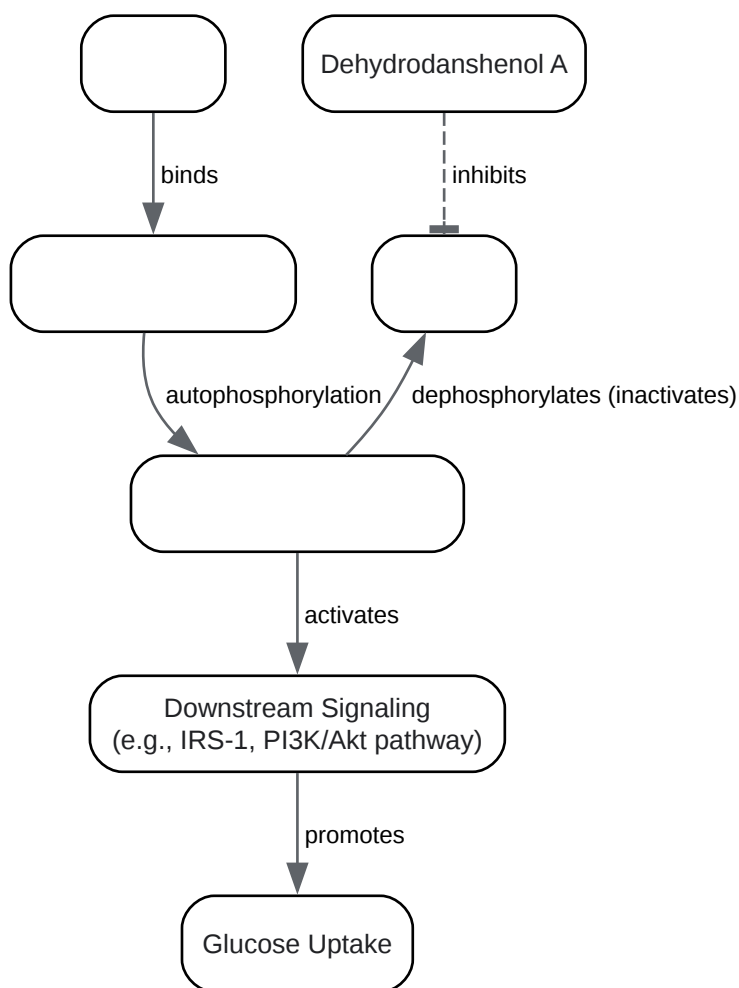 Dehydrodanshenol A
binds
inhibits
autophosphorylation
dephosphorylates (inactivates)
activates
Downstream Signaling
(e.g., IRS-1, PI3K/Akt pathway)
promotes
Glucose Uptake